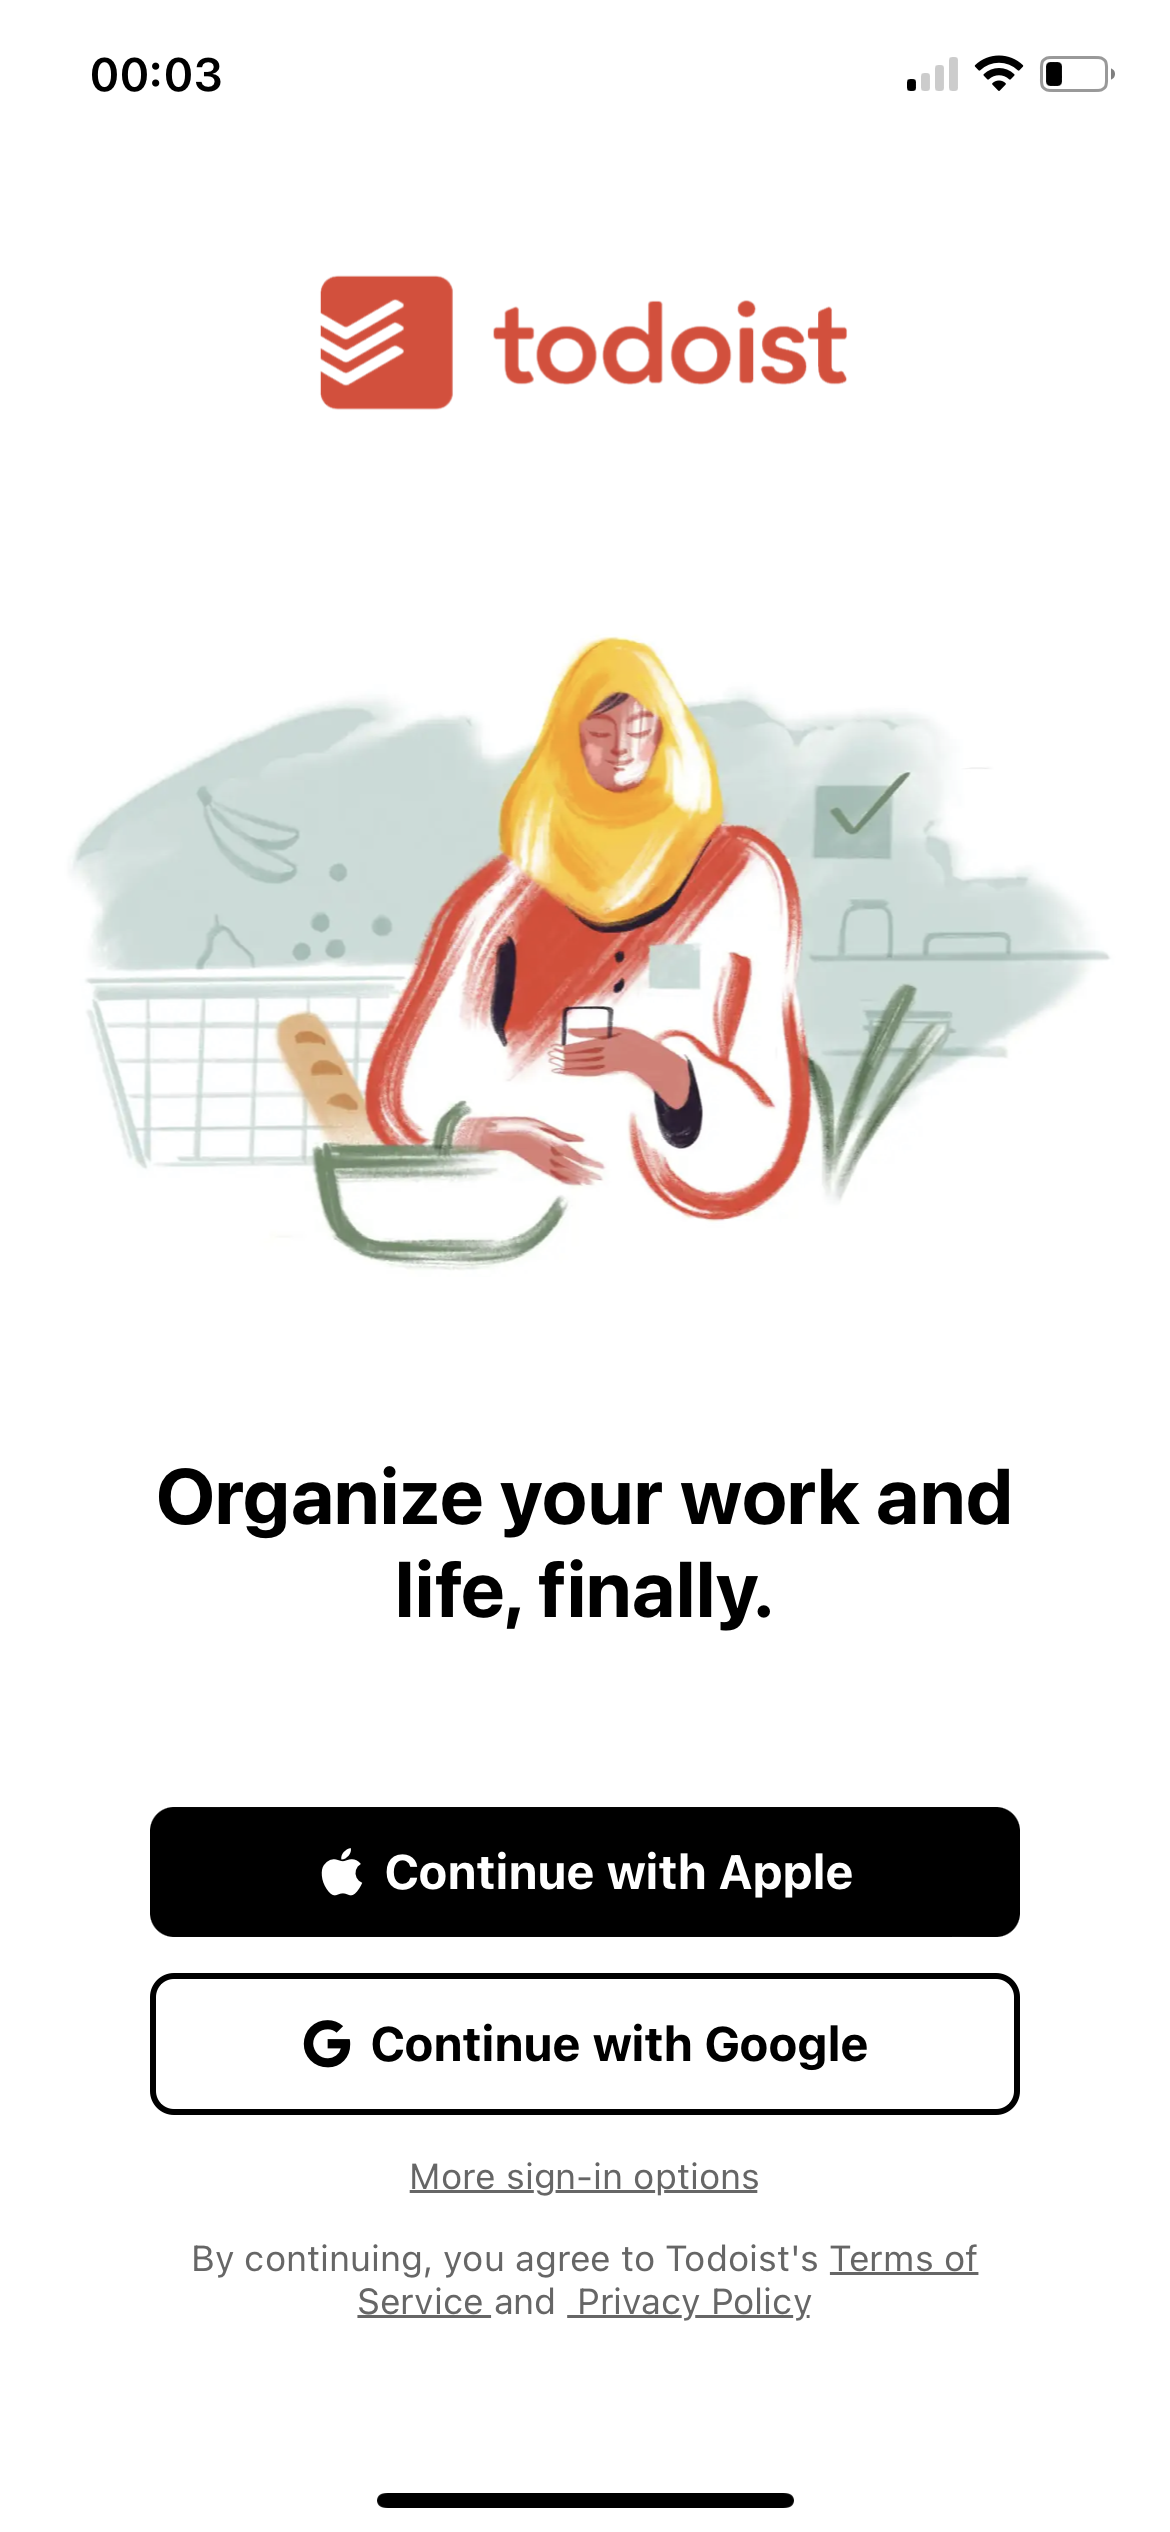 00:03
todoist
Organize your work and
life, finally.
Continue with Apple
Continue with Google
More sign-in options
By continuing, you agree to Todoist's Terms of
Service and  Privacy Policy